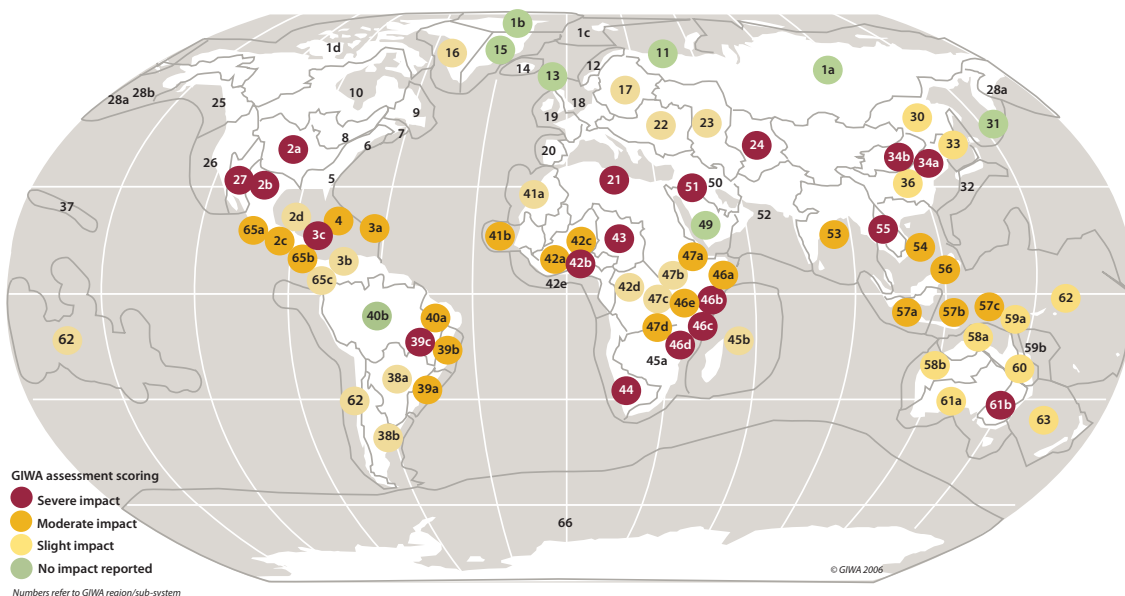 1b
1c
1d
16
15
14
13
12
11
1a
28a
28b
25
10
9
17
18
19
28a
30
31
22
23
33
8
7
6
2a
20
24
34b
34a
26
27
2b
5
21
51
50
36
32
41a
37
2d
4
3a
52
49
65a
2c
3c
41b
42c
43
53
55
54
65b
3b
42a
42b
47a
56
65c
42e
42d
47b
46a
47c
46e
46b
62
40b
40a
57a
57b
57c
59a
47d
46c
62
39c
39b
46d
45b
58a
59b
45a
58b
60
38a
39a
44
62
61a
61b
63
38b
GIWA assessment scoring
Severe impact
Moderate impact
Slight impact
No impact reported
66
© GIWA 2006
Numbers refer to GIWA region/sub-system